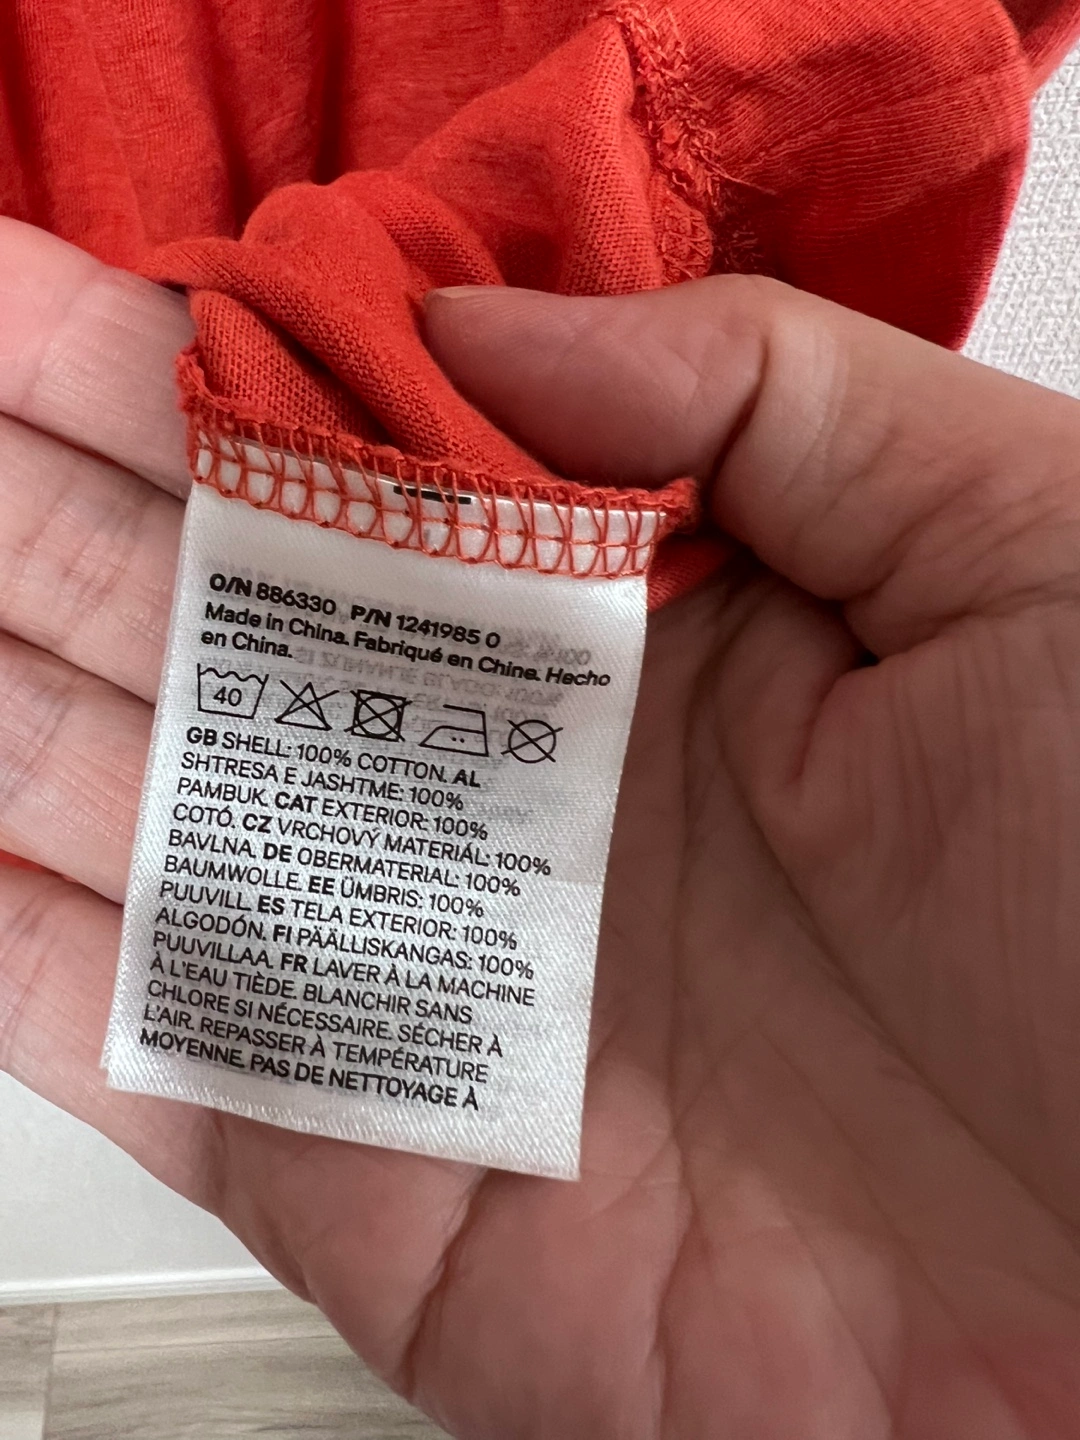 O/N 886330 P/N 1241985 0
Made in China. Fabriqué en Chine. Hecho
en China.
40
GB SHELL: 100% COTTON. AL
SHTRESA E JASHTME: 100%
PAMBUK. CAT EXTERIOR: 100%
COTÓ. CZ VRCHOVÝ MATERIÁL: 100%
BAVLNA. DE OBERMATERIAL: 100%
BAUMWOLLE. EE ÜMBRIS: 100%
PUUVILL. ES TELA EXTERIOR: 100%
ALGODÓN. FI PÄÄLLISKANGAS: 100%
PUUVILLAA. FR LAVER À LA MACHINE
À L'EAU TIÈDE. BLANCHIR SANS
CHLORE SI NÉCESSAIRE. SÉCHER À
L'AIR. REPASSER À TEMPÉRATURE
MOYENNE. PAS DE NETTOYAGE À